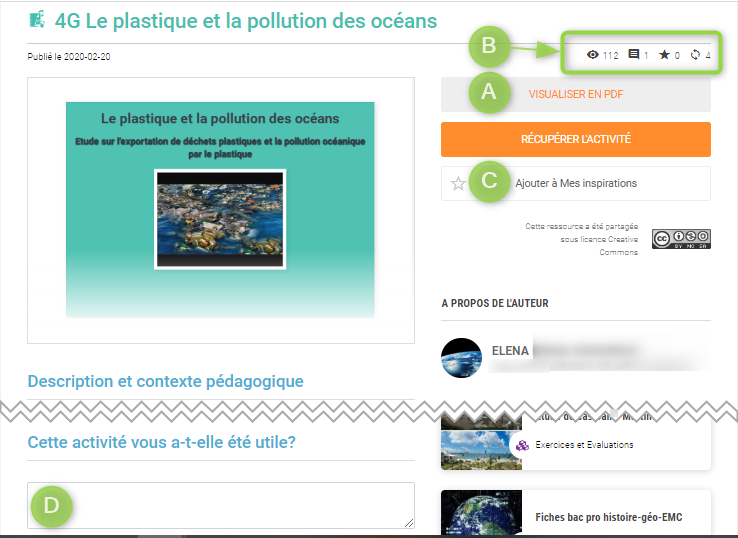 4G Le plastique et la pollution des océans
Publié le 2020-02-20
B
112 1 0 4
A VISUALISER EN PDF
RÉCUPÉRER L'ACTIVITÉ
C Ajouter à Mes inspirations
Le plastique et la pollution des océans
Etude sur l'exportation de déchets plastiques et la pollution océanique
par le plastique
Cette ressource a été partagée
sous licence Creative
Commons
CC BY NC SA
A PROPOS DE L'AUTEUR
ELENA
Description et contexte pédagogique
Cette activité vous a-t-elle été utile?
Exercices et Evaluations
D
Fiches bac pro histoire-géo-EMC